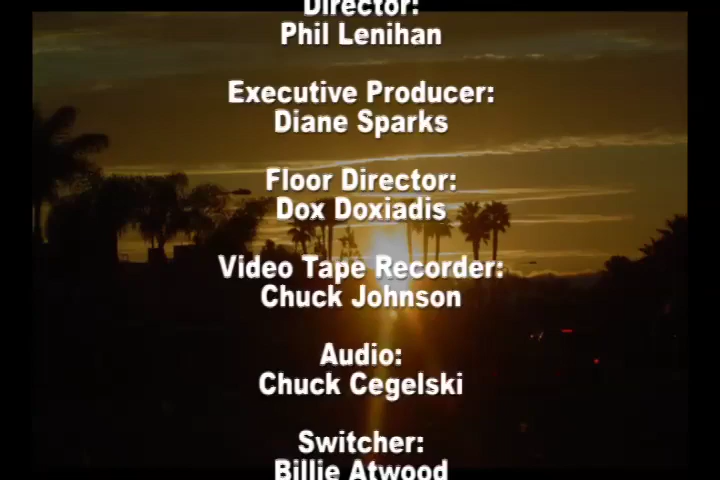 Director:
Phil Lenihan
Executive Producer:
Diane Sparks
Floor Director:
Dox Doxiadis
Video Tape Recorder:
Chuck Johnson
Audio:
Chuck Cegelski
Switcher:
Billie Atwood